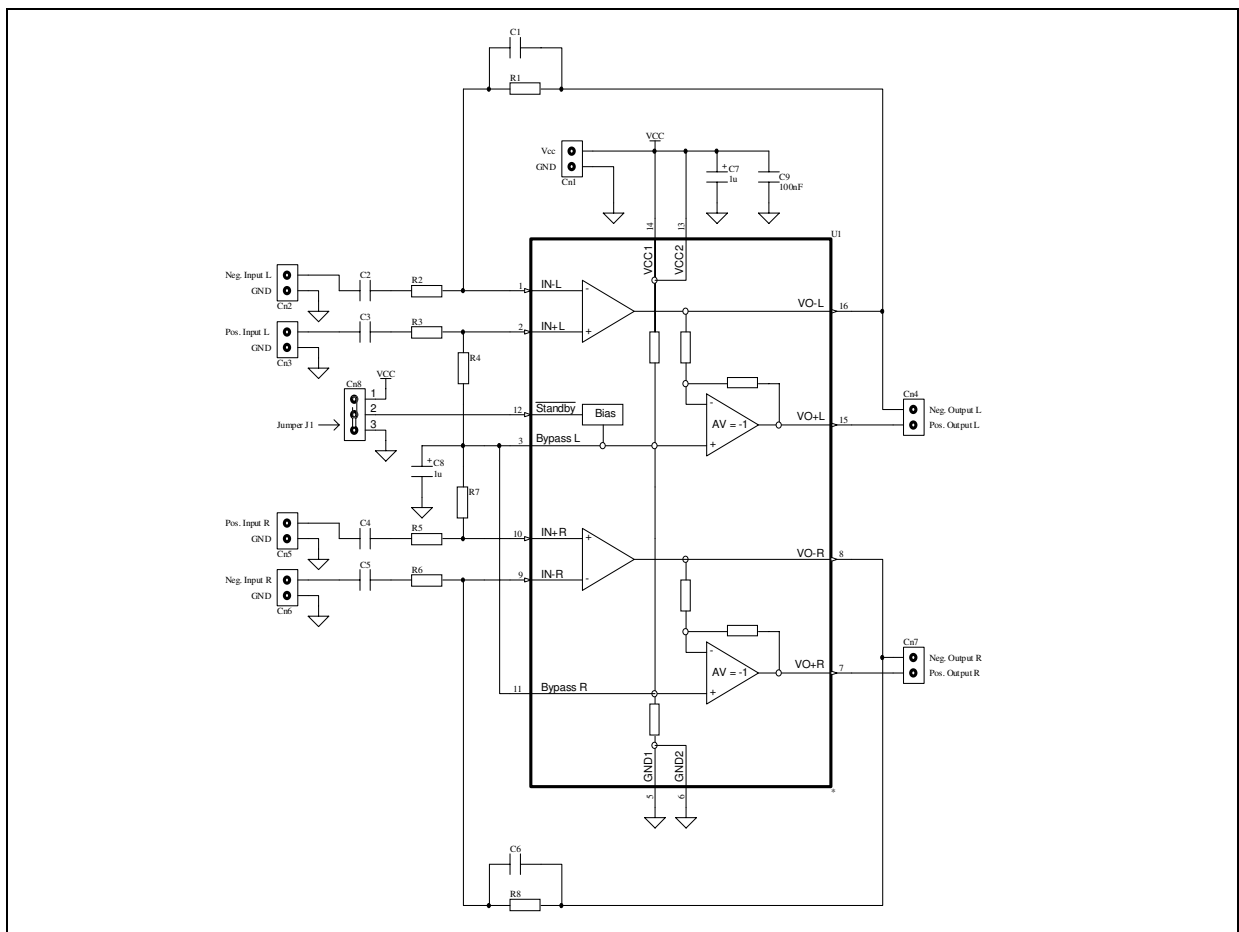 C1
R1
VCC
Vcc
GND
Cn1
+
C7
1u
C9
100nF
14
13
U1
VCC1
VCC2
Neg. Input L
GND
Cn2
C2
R2
1
IN-L
-
VO-L
16
Pos. Input L
GND
Cn3
C3
R3
2
IN+L
+
R4
Cn8
VCC
1
2
3
Jumper J1
12
Standby
Bias
-
AV = -1
+
VO+L
15
Cn4
Neg. Output L
Pos. Output L
3
Bypass L
+
C8
1u
R7
Pos. Input R
GND
Cn5
C4
R5
10
IN+R
+
VO-R
8
Neg. Input R
GND
Cn6
C5
R6
9
IN-R
-
-
AV = -1
+
VO+R
7
Cn7
Neg. Output R
Pos. Output R
11
Bypass R
GND1
GND2
5
6
C6
R8